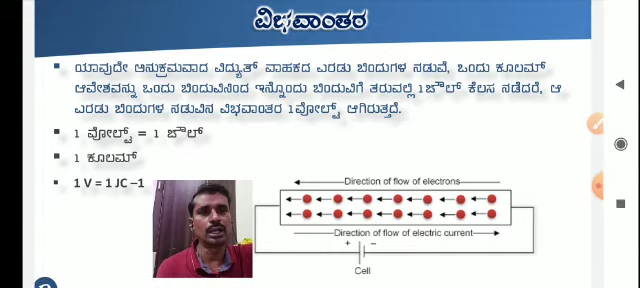 ವಿಭವಾಂತರ
ಯಾವುದೇ ಅನುಕ್ರಮವಾದ ವಿದ್ಯುತ್ ವಾಹಕದ ಎರಡು ಬಿಂದುಗಳ ನಡುವೆ, ಒಂದು ಕೂಲಮ್
ಆವೇಶವನ್ನು ಒಂದು ಬಿಂದುವಿನಿಂದ ಇನ್ನೊಂದು ಬಿಂದುವಿಗೆ ತರುವಲ್ಲಿ 1ಜೌಲ್ ಕೆಲಸ ನಡೆದರೆ, ಆ
ಎರಡು ಬಿಂದುಗಳ ನಡುವಿನ ವಿಭವಾಂತರ 1ವೋಲ್ಟ್ ಆಗಿರುತ್ತದೆ.
1 ವೋಲ್ಟ್ = 1 ಜೌಲ್
1 ಕೂಲಮ್
1 V = 1 JC –1
Direction of flow of electrons
Direction of flow of electric current
+ –
Cell